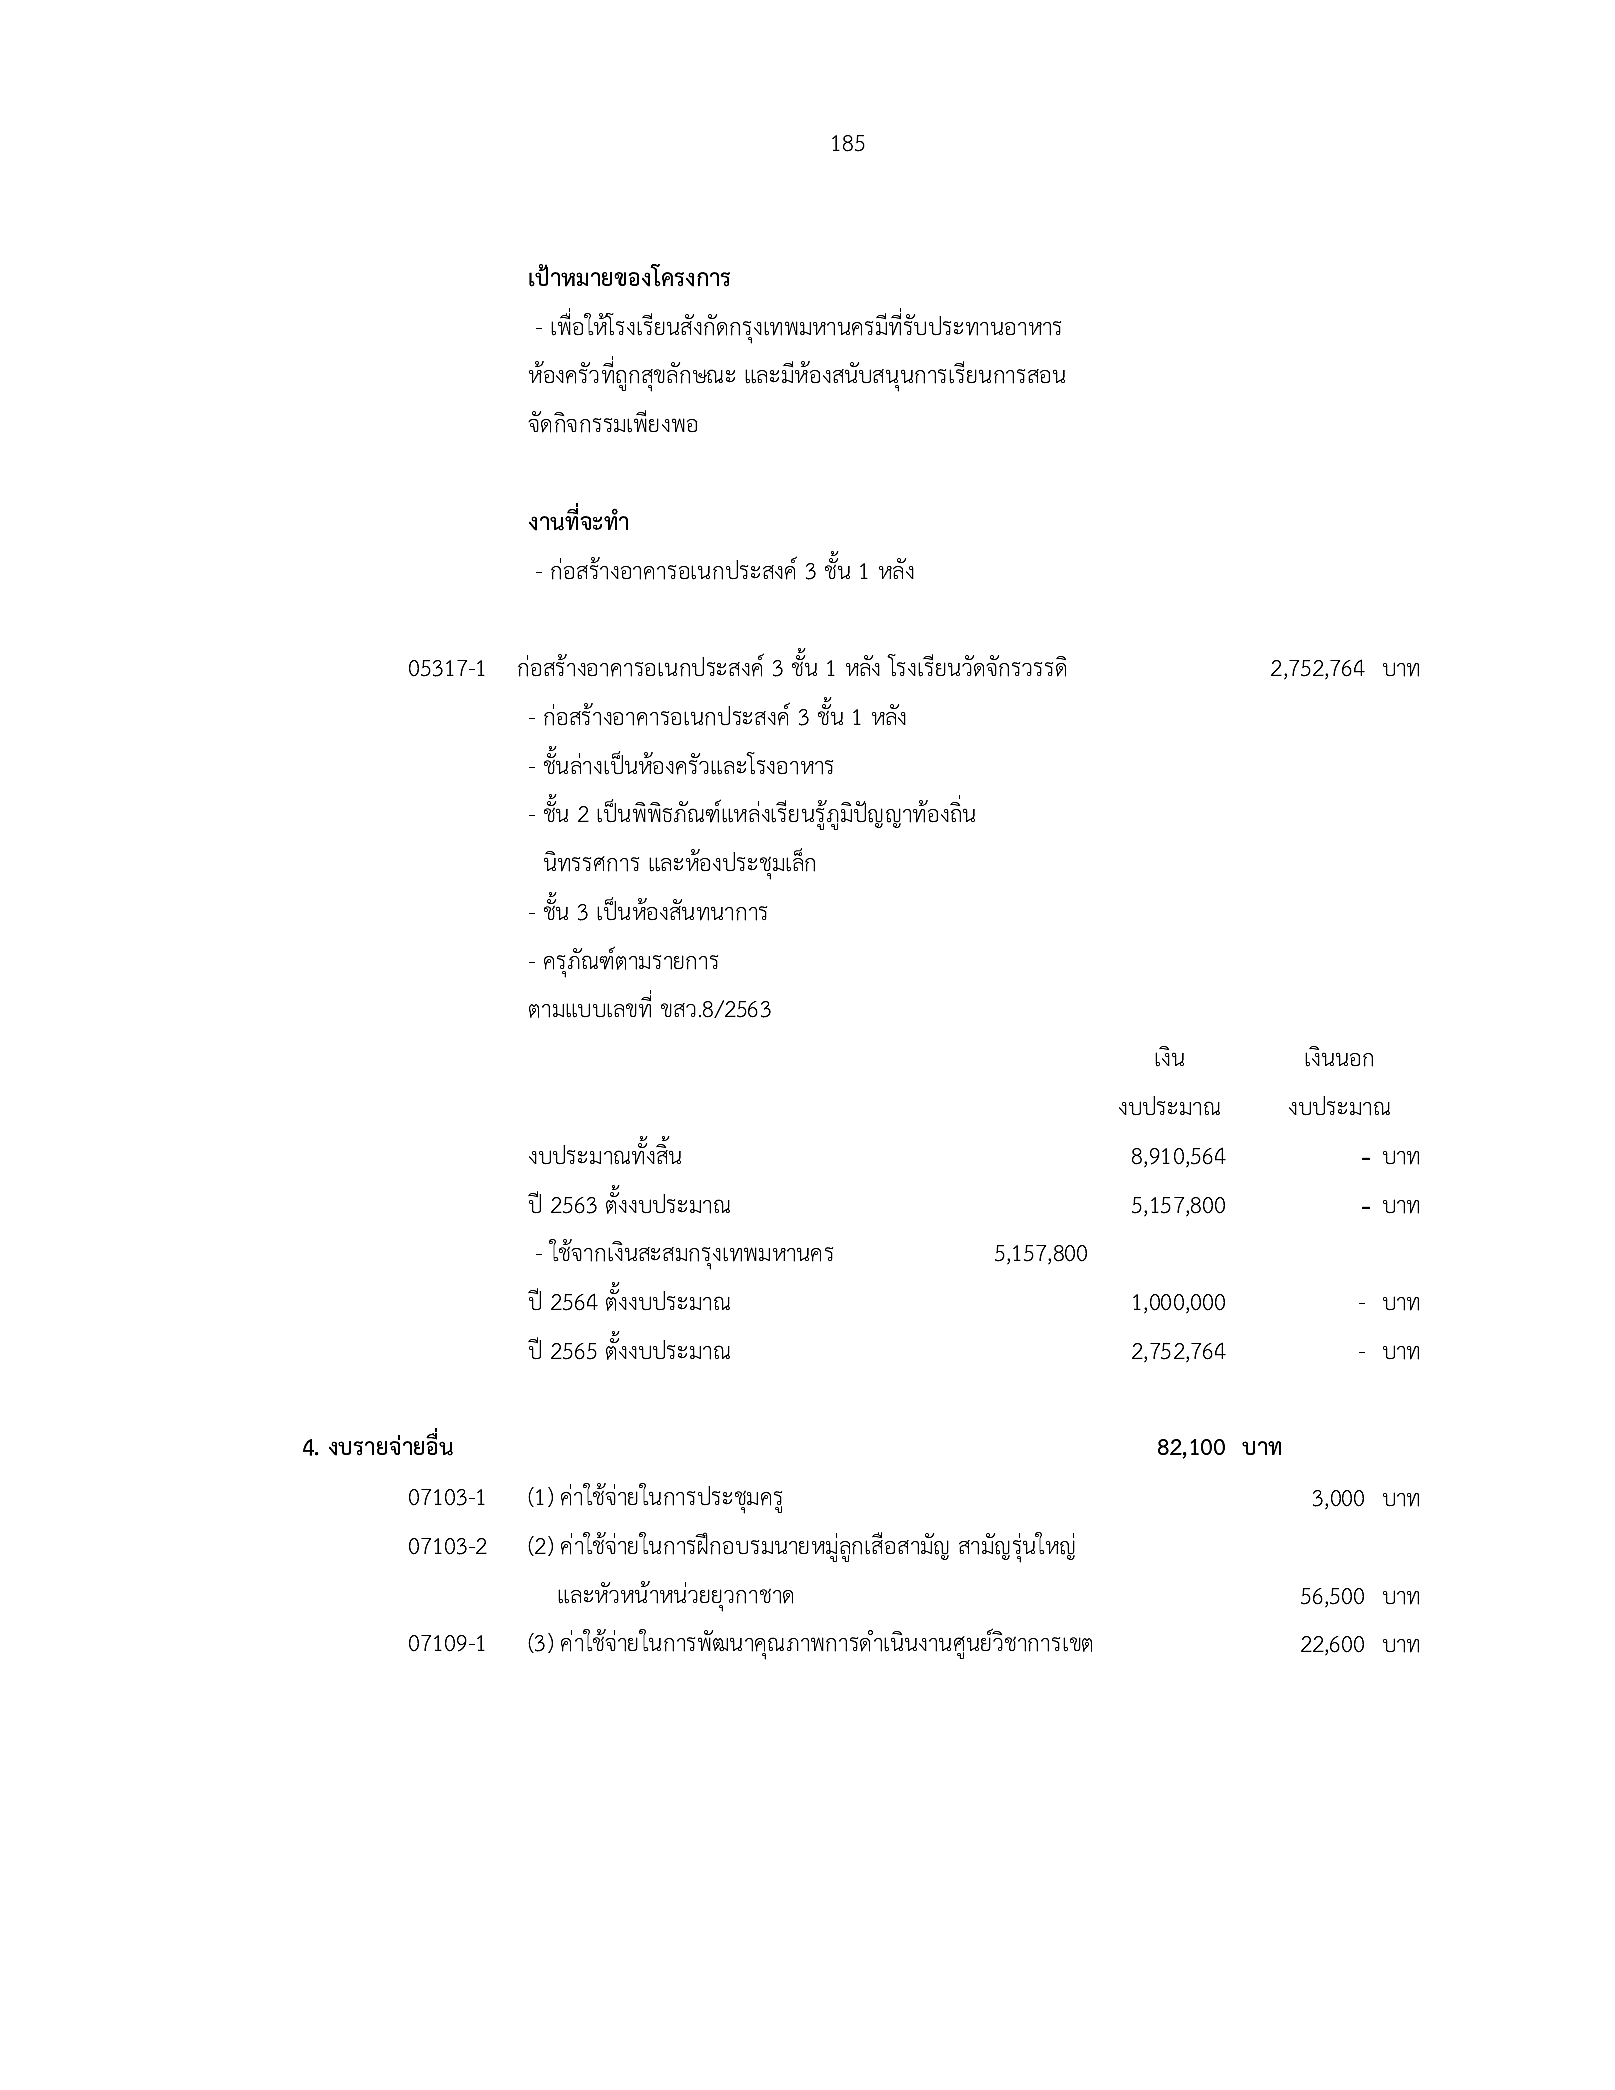 185
เป้าหมายของโครงการ
- เพื่อให้โรงเรียนสังกัดกรุงเทพมหานครมีที่รับประทานอาหาร
ห้องครัวที่ถูกสุขลักษณะ และมีห้องสนับสนุนการเรียนการสอน
จัดกิจกรรมเพียงพอ
งานที่จะทำ
- ก่อสร้างอาคารอเนกประสงค์ 3 ชั้น 1 หลัง
05317-1 ก่อสร้างอาคารอเนกประสงค์ 3 ชั้น 1 หลัง โรงเรียนวัดจักรวรรดิ 2,752,764 บาท
- ก่อสร้างอาคารอเนกประสงค์ 3 ชั้น 1 หลัง
- ชั้นล่างเป็นห้องครัวและโรงอาหาร
- ชั้น 2 เป็นพิพิธภัณฑ์แหล่งเรียนรู้ภูมิปัญญาท้องถิ่น
นิทรรศการ และห้องประชุมเล็ก
- ชั้น 3 เป็นห้องสันทนาการ
- ครุภัณฑ์ตามรายการ
ตามแบบเลขที่ ขสว.8/2563
เงิน เงินนอก
งบประมาณ งบประมาณ
งบประมาณทั้งสิ้น 8,910,564 - บาท
ปี 2563 ตั้งงบประมาณ 5,157,800 - บาท
- ใช้จากเงินสะสมกรุงเทพมหานคร 5,157,800
ปี 2564 ตั้งงบประมาณ 1,000,000 - บาท
ปี 2565 ตั้งงบประมาณ 2,752,764 - บาท
4. งบรายจ่ายอื่น 82,100 บาท
07103-1 (1) ค่าใช้จ่ายในการประชุมครู 3,000 บาท
07103-2 (2) ค่าใช้จ่ายในการฝึกอบรมนายหมู่ลูกเสือสามัญ สามัญรุ่นใหญ่
และหัวหน้าหน่วยยุวกาชาด 56,500 บาท
07109-1 (3) ค่าใช้จ่ายในการพัฒนาคุณภาพการดำเนินงานศูนย์วิชาการเขต 22,600 บาท